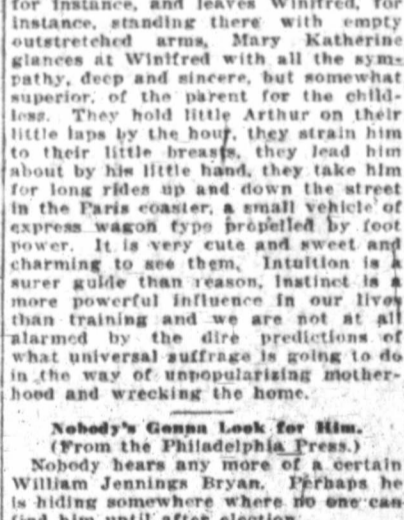 for instance, and leaves Winifred, for
instance, standing there with empty
outstretched arms, Mary Katherine
glances at Winifred with all the sym-
pathy, deep and sincere, but somewhat
superior, of the parent for the child-
less. They hold little Arthur on their
little laps by the hour, they strain him
to their little breasts, they lead him
about by his little hand, they take him
for long rides up and down the street
in the Paris coaster, a small vehicle of
express wagon type propelled by foot
power. It is very cute and sweet and
charming to see them. Intuition is a
surer guide than reason, instinct is a
more powerful influence in our lives
than training and we are not at all
alarmed by the dire predictions of
what universal suffrage is going to do
in the way of unpopularizing mother-
hood and wrecking the home.
Nobody's Gonna Look for Him.
(From the Philadelphia Press.)
Nobody hears any more of a certain
William Jennings Bryan. Perhaps he
is hiding somewhere where no one can
find him until after election.